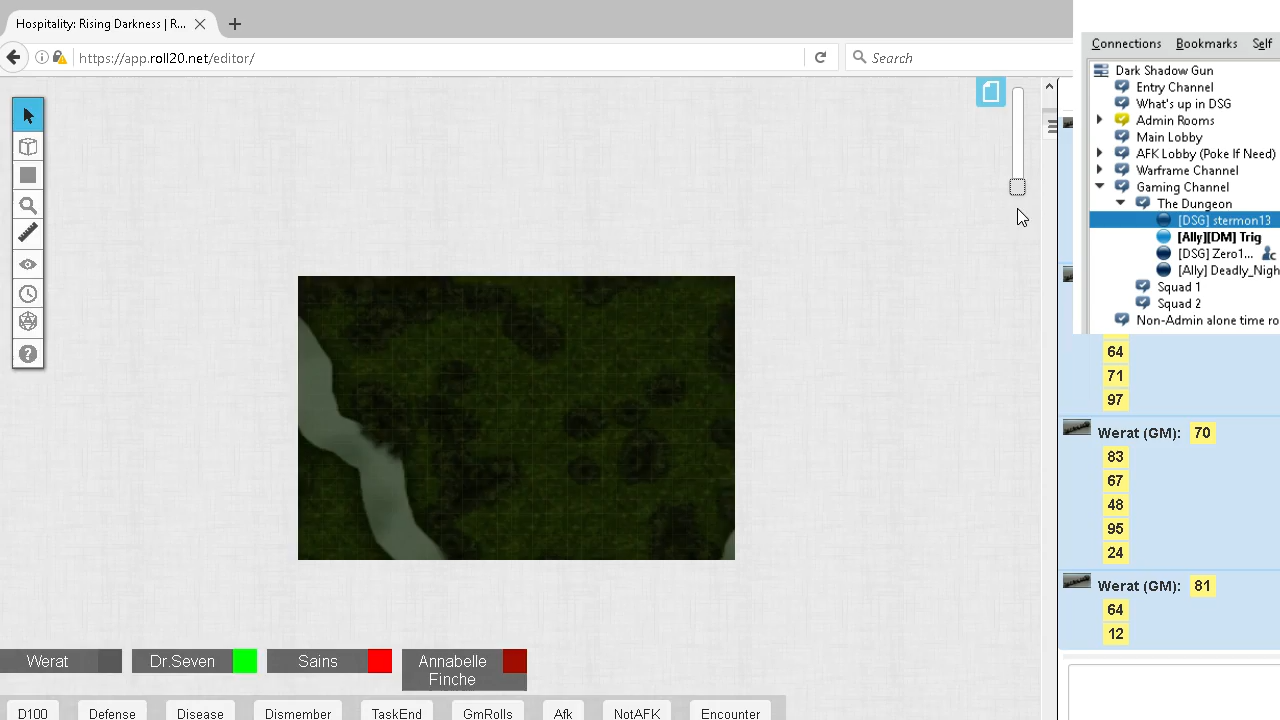 Hospitality: Rising Darkness | R...
https://app.roll20.net/editor/
Search
Connections Bookmarks Self
Dark Shadow Gun
Entry Channel
What's up in DSG
Admin Rooms
Main Lobby
AFK Lobby (Poke If Need)
Warframe Channel
Gaming Channel
The Dungeon
[DSG] stermon13
[Ally][DM] Trig
[DSG] Zero1...
[Ally] Deadly_Nigh
Squad 1
Squad 2
Non-Admin alone time ro
64
71
97
Werat (GM): 70
83
67
48
95
24
Werat (GM): 81
64
12
Werat
Dr.Seven
Sains
Annabelle
Finche
D100 Defense Disease Dismember TaskEnd GmRolls Afk NotAFK Encounter